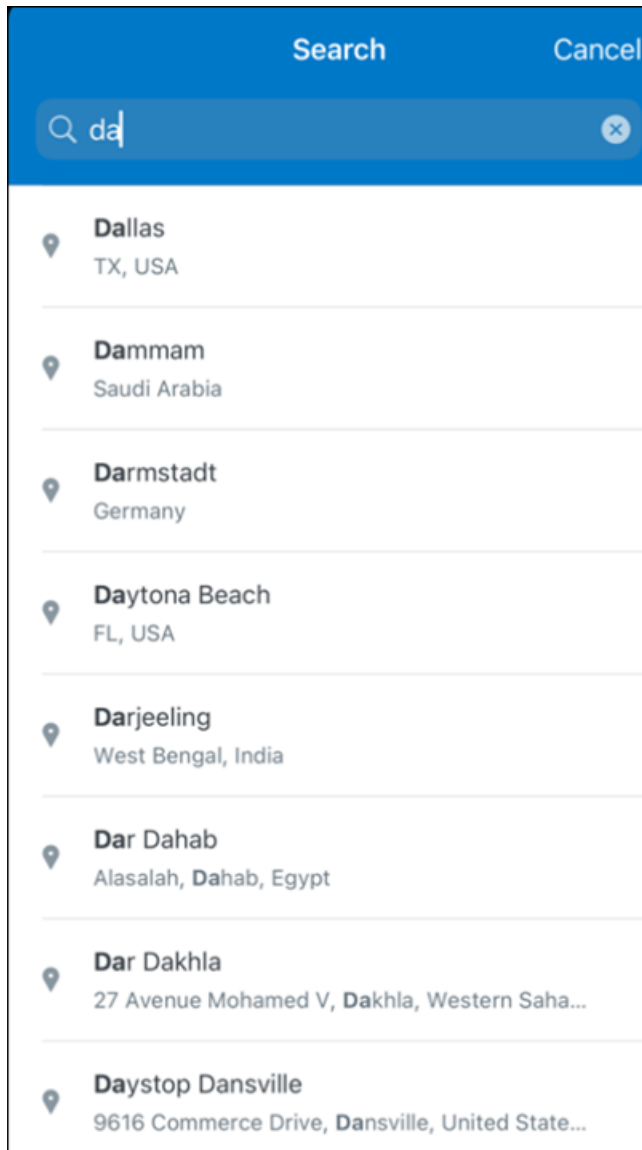 Search Cancel
da
Dallas
TX, USA
Dammam
Saudi Arabia
Darmstadt
Germany
Daytona Beach
FL, USA
Darjeeling
West Bengal, India
Dar Dahab
Alasalah, Dahab, Egypt
Dar Dakhla
27 Avenue Mohamed V, Dakhla, Western Saha...
Daystop Dansville
9616 Commerce Drive, Dansville, United State...